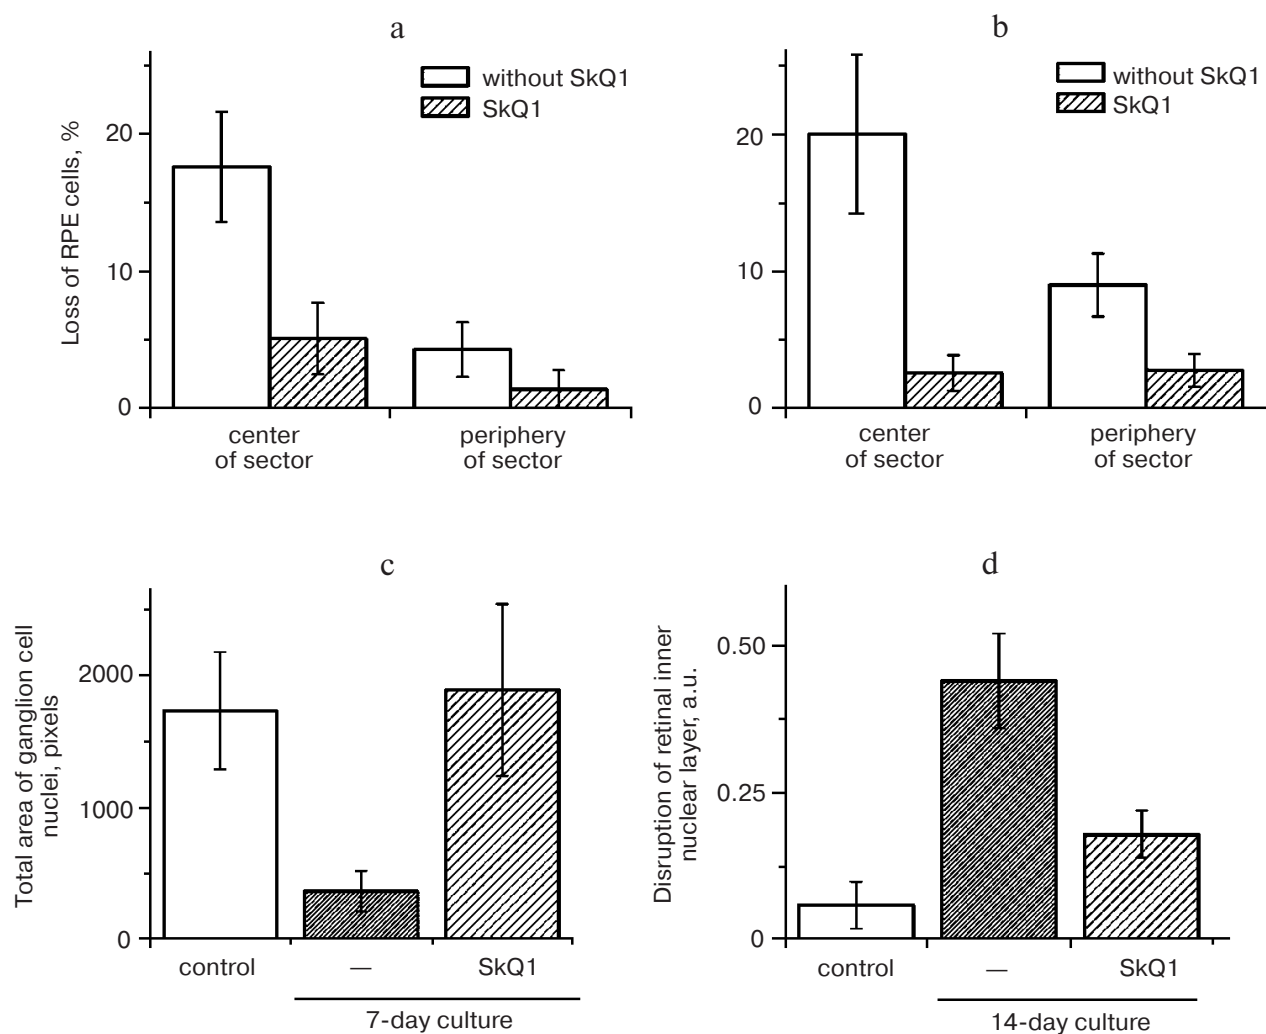 a
without SkQ1
SkQ1
Loss of RPE cells, %
20
10
0
center
of sector
periphery
of sector
b
without SkQ1
SkQ1
20
10
0
center
of sector
periphery
of sector
c
Total area of ganglion cell
nuclei, pixels
2000
1000
0
control
—
SkQ1
7-day culture
d
Disruption of retinal inner
nuclear layer, a.u.
0.50
0.25
0
control
—
SkQ1
14-day culture